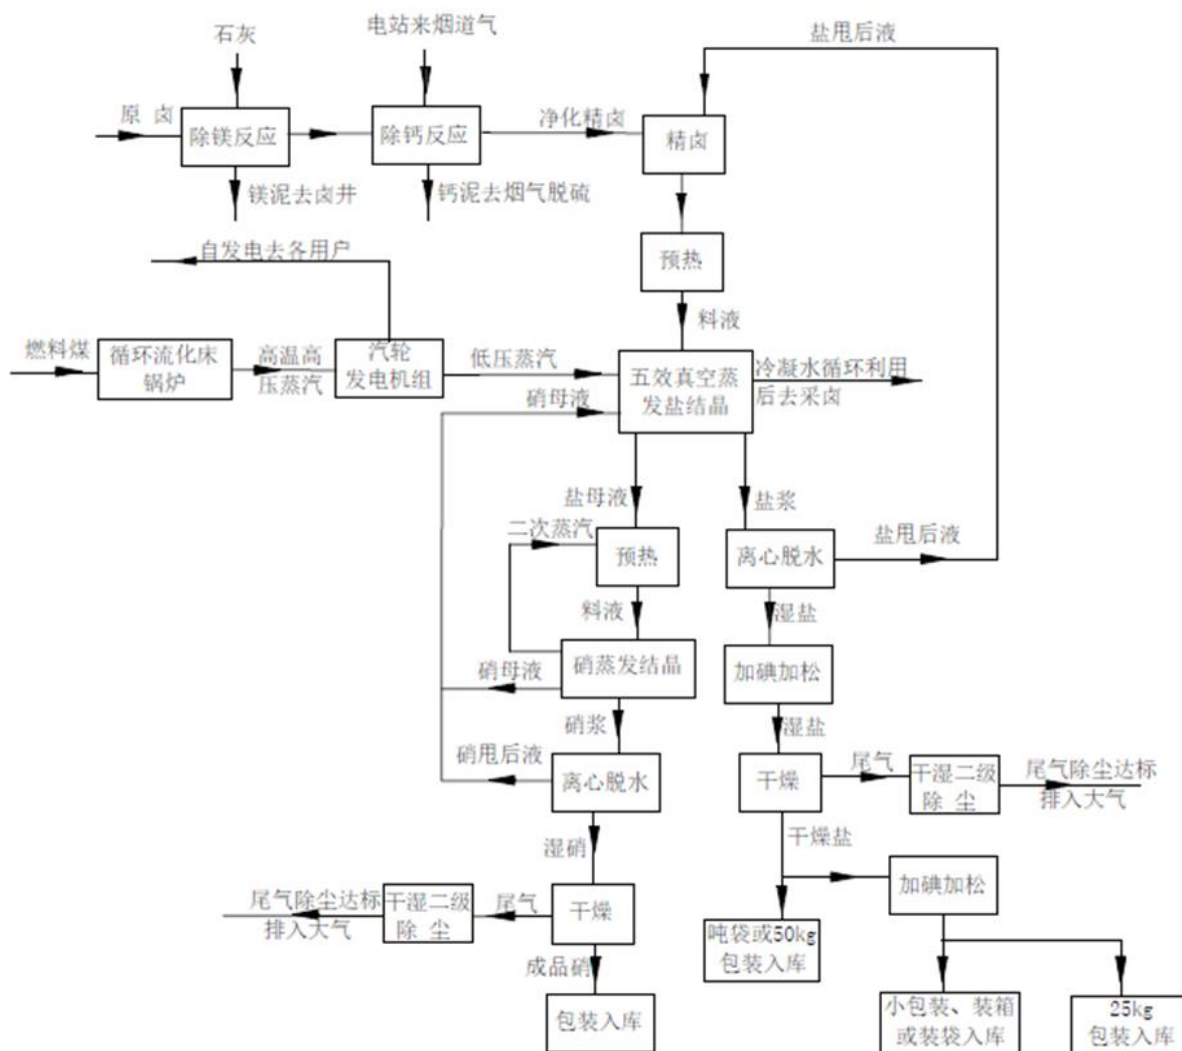 石灰
电站来烟道气
盐甩后液
原 卤
除镁反应
除钙反应
净化精卤
精卤
镁泥去卤井
钙泥去烟气脱硫
自发电去各用户
预热
料液
燃料煤
循环流化床
锅炉
高温高
压蒸汽
汽轮
发电机组
低压蒸汽
硝母液
五效真空蒸
发盐结晶
冷凝水循环利用
后去采卤
盐母液
盐浆
二次蒸汽
预热
离心脱水
盐甩后液
料液
湿盐
硝母液
硝蒸发结晶
加碘加松
硝浆
湿盐
硝甩后液
离心脱水
干燥
尾气
干湿二级
除 尘
尾气除尘达标
排入大气
湿硝
干燥盐
加碘加松
尾气除尘达标
排入大气
干湿二级
除 尘
尾气
干燥
吨袋或50kg
包装入库
成品硝
包装入库
小包装、装箱
或装袋入库
25kg
包装入库